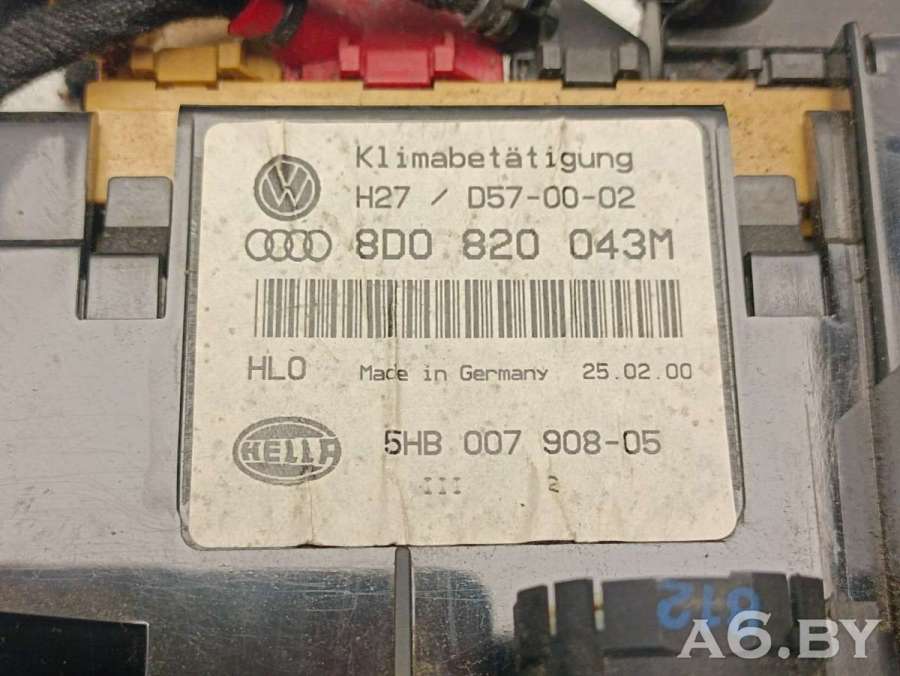 Klimabetätigung
H27 / D57-00-02
8D0 820 043M
HLO Made in Germany 25.02.00
HELLA 5HB 007 908-05
III 2
012
A6.BY